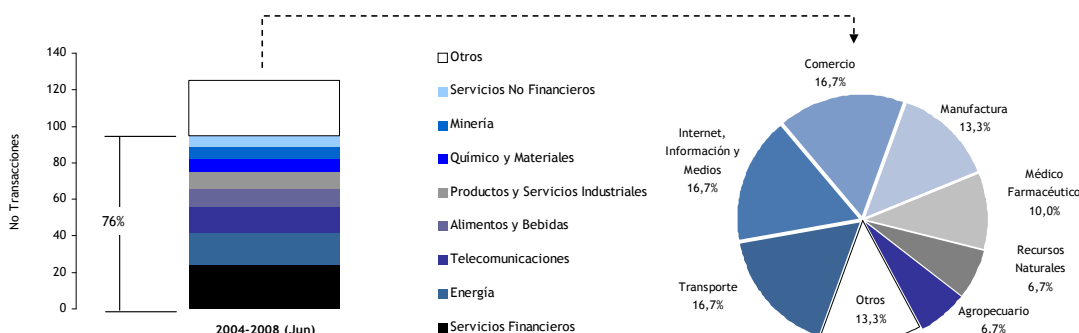 140
120
100
80
60
40
20
0
No Transacciones
76%
2004-2008 (Jun)
Otros
Servicios No Financieros
Minería
Químico y Materiales
Productos y Servicios Industriales
Alimentos y Bebidas
Telecomunicaciones
Energía
Servicios Financieros
Comercio
16,7%
Manufactura
13,3%
Médico
Farmacéutico
10,0%
Recursos
Naturales
6,7%
Agropecuario
6,7%
Otros
13,3%
Transporte
16,7%
Internet,
Información y
Medios
16,7%